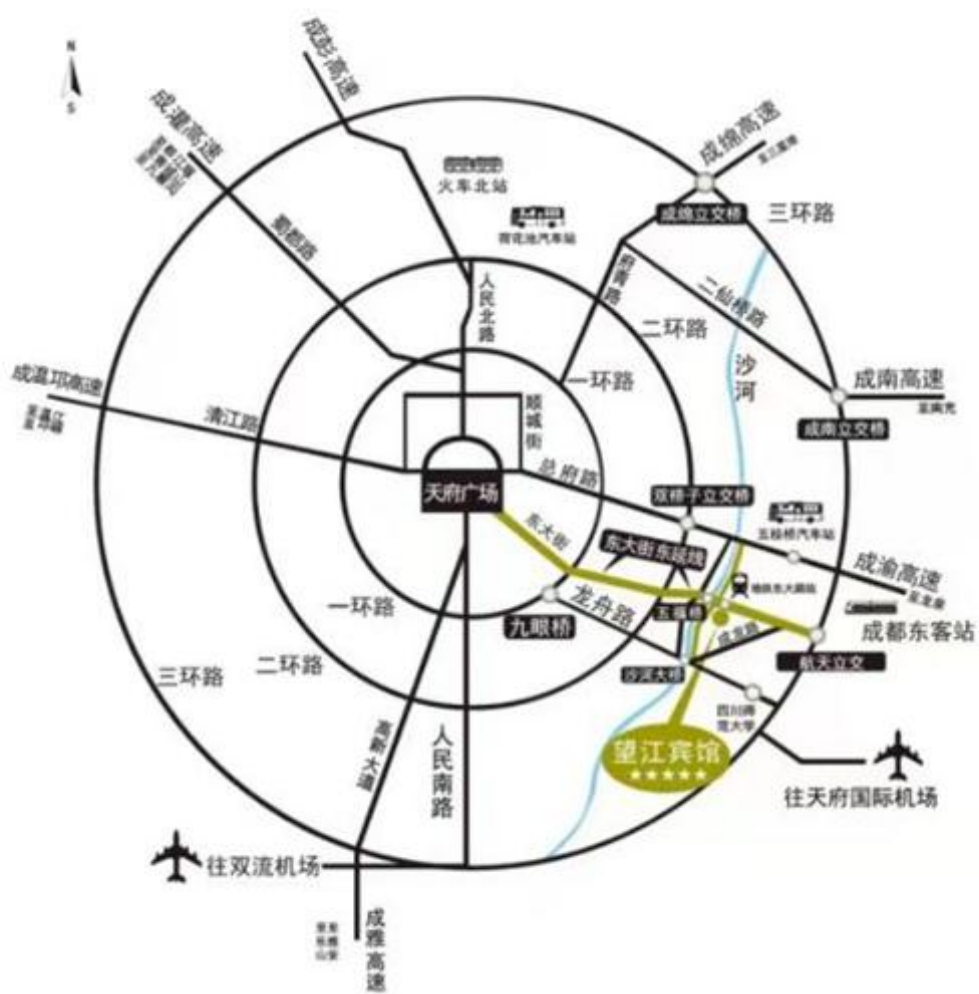 N
S
成彭高速
成灌高速
火车北站
荷花池汽车站
成绵高速
成绵立交桥
三环路
蜀都路
人民北路
府青路
二仙桥路
二环路
沙河
一环路
成温邛高速
清江路
顺城街
成南高速
成南立交桥
天府广场
总府路
双桥子立交桥
五桂桥汽车站
东大街
东大街东延线
成渝高速
一环路
九眼桥
龙舟路
五福桥
成龙路
成都东客站
航天立交
二环路
三环路
沙河大桥
四川师
范大学
望江宾馆
★★★★★
高新大道
人民南路
往天府国际机场
往双流机场
成雅高速